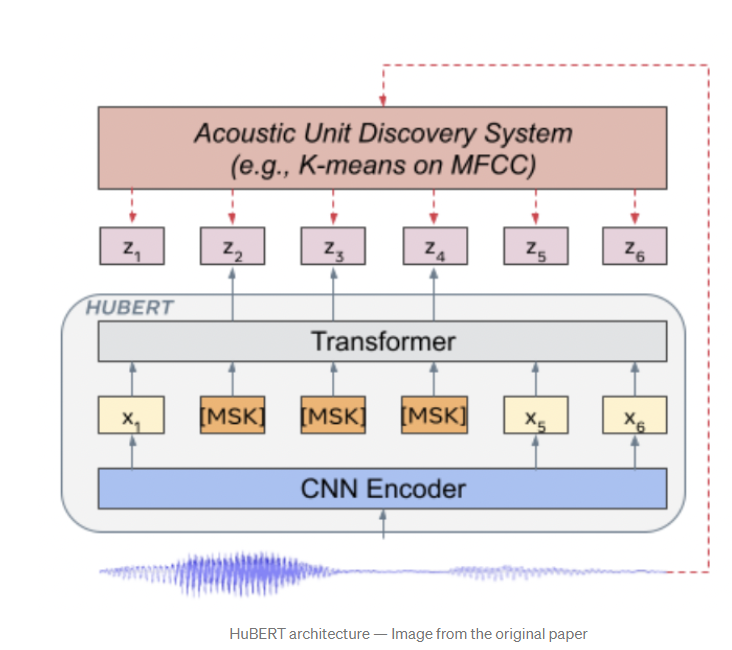 Acoustic Unit Discovery System
(e.g., K-means on MFCC)
z1 z2 z3 z4 z5 z6
HUBERT
Transformer
x1 [MSK] [MSK] [MSK] x5 x6
CNN Encoder
HuBERT architecture — Image from the original paper